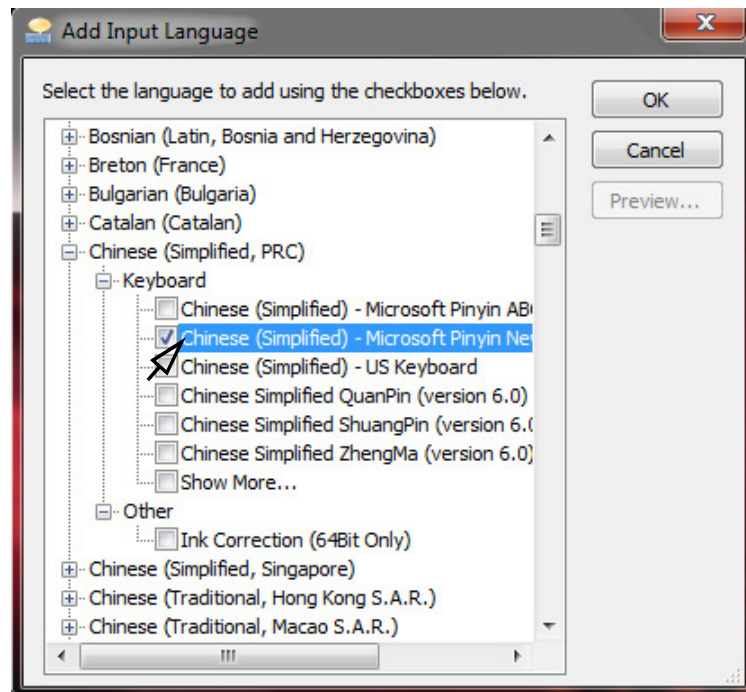 Add Input Language
Select the language to add using the checkboxes below.
OK
Cancel
Preview...
Bosnian (Latin, Bosnia and Herzegovina)
Breton (France)
Bulgarian (Bulgaria)
Catalan (Catalan)
Chinese (Simplified, PRC)
Keyboard
Chinese (Simplified) - Microsoft Pinyin AB
Chinese (Simplified) - Microsoft Pinyin Ne
Chinese (Simplified) - US Keyboard
Chinese Simplified QuanPin (version 6.0)
Chinese Simplified ShuangPin (version 6.
Chinese Simplified ZhengMa (version 6.0)
Show More...
Other
Ink Correction (64Bit Only)
Chinese (Simplified, Singapore)
Chinese (Traditional, Hong Kong S.A.R.)
Chinese (Traditional, Macao S.A.R.)